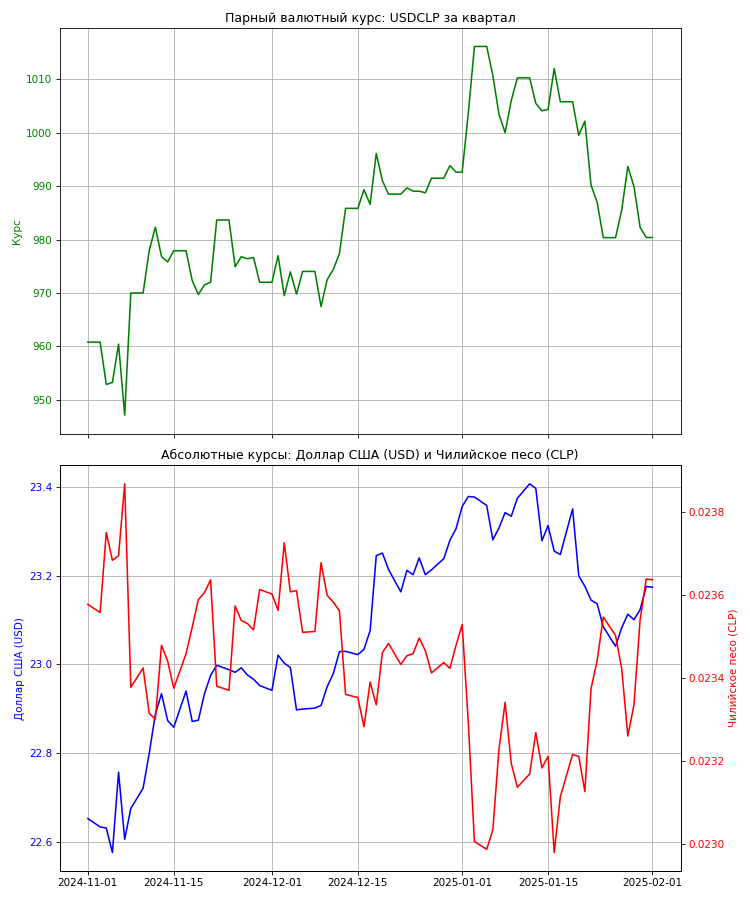 Парный валютный курс: USDCLP за квартал
1010
1000
990
980
970
960
950
Курс
Абсолютные курсы: Доллар США (USD) и Чилийское песо (CLP)
23.4
23.2
23.0
22.8
22.6
Доллар США (USD)
0.0238
0.0236
0.0234
0.0232
0.0230
Чилийское песо (CLP)
2024-11-01 2024-11-15 2024-12-01 2024-12-15 2025-01-01 2025-01-15 2025-02-01